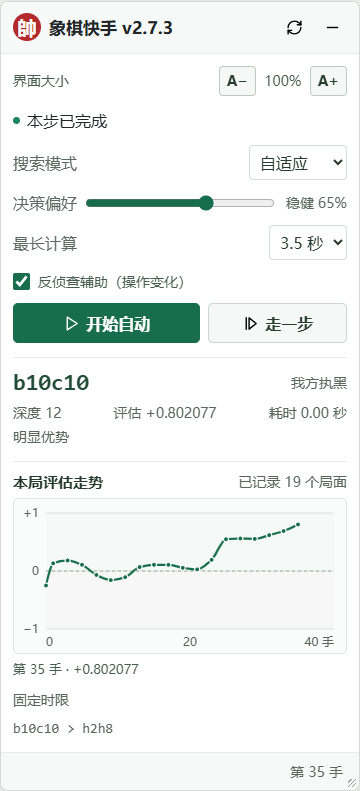 帥 象棋快手 v2.7.3
界面大小 A− 100% A+
本步已完成
搜索模式 自适应
决策偏好 稳健 65%
最长计算 3.5 秒
反侦查辅助（操作变化）
开始自动 走一步
b10c10 我方执黑
深度 12 评估 +0.802077 耗时 0.00 秒
明显优势
本局评估走势 已记录 19 个局面
+1
0
−1
0 20 40 手
第 35 手 · +0.802077
固定时限
b10c10 > h2h8
第 35 手